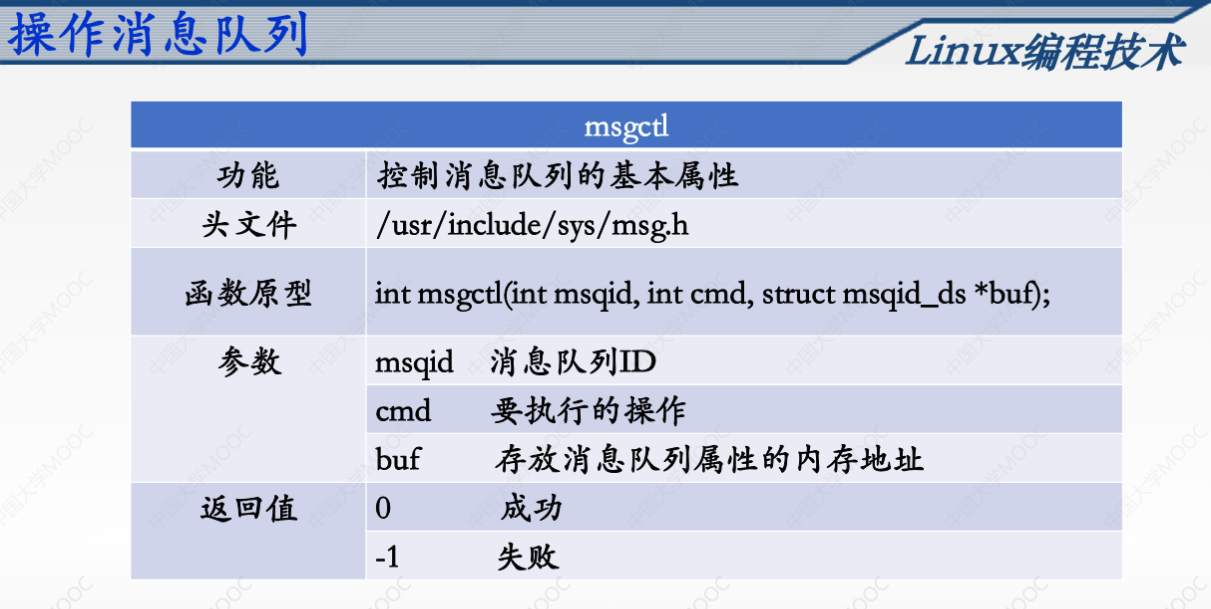 操作消息队列
Linux编程技术
msgctl
功能 控制消息队列的基本属性
头文件 /usr/include/sys/msg.h
函数原型 int msgctl(int msqid, int cmd, struct msqid_ds *buf);
参数 msqid 消息队列ID
cmd 要执行的操作
buf 存放消息队列属性的内存地址
返回值 0 成功
-1 失败
中国大学MOOC